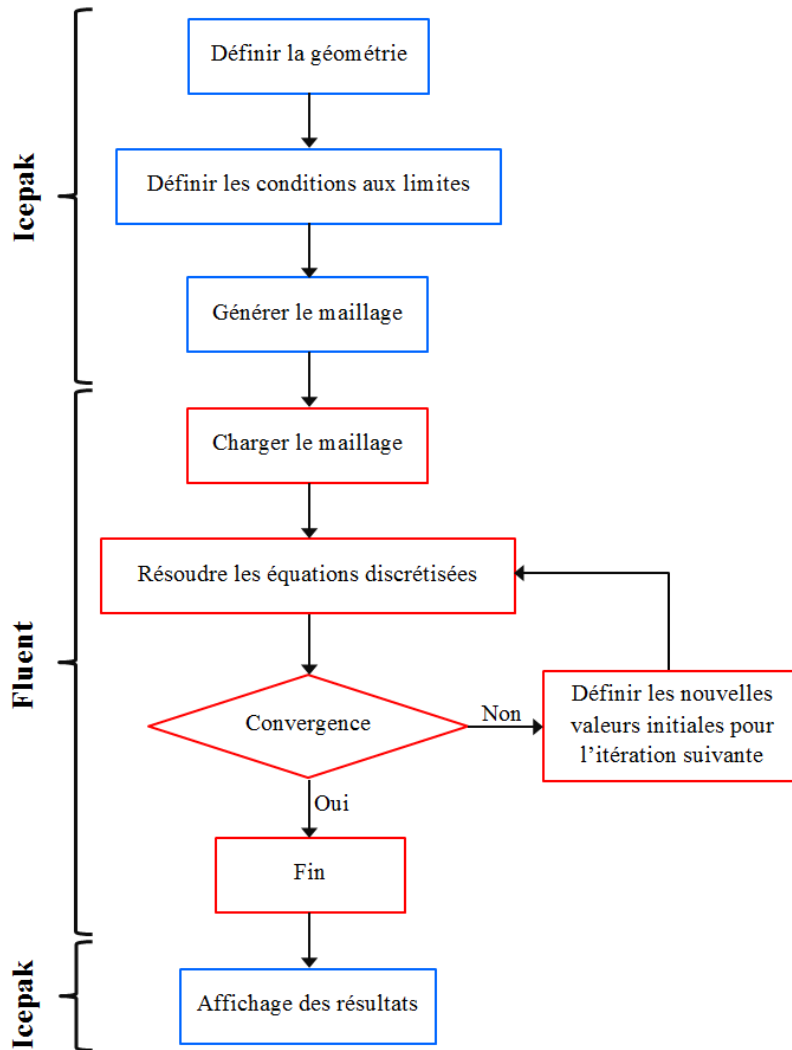 Icepak
Définir la géométrie
Définir les conditions aux limites
Générer le maillage
Fluent
Charger le maillage
Résoudre les équations discrétisées
Convergence
Non
Définir les nouvelles
valeurs initiales pour
l'itération suivante
Oui
Fin
Icepak
Affichage des résultats